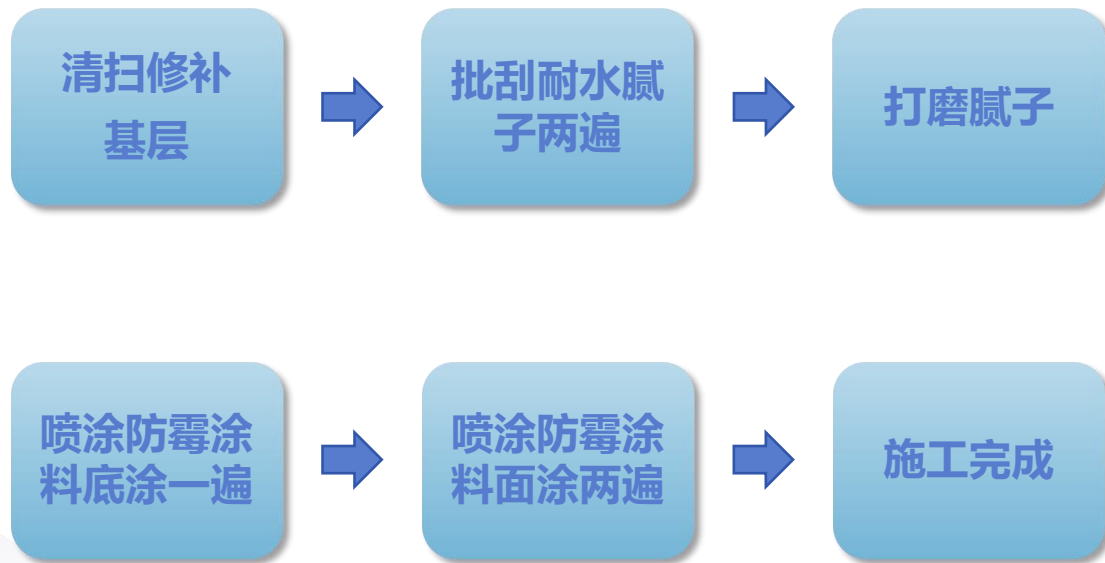 清扫修补
基层
批刮耐水腻
子两遍
打磨腻子
喷涂防霉涂
料底涂一遍
喷涂防霉涂
料面涂两遍
施工完成